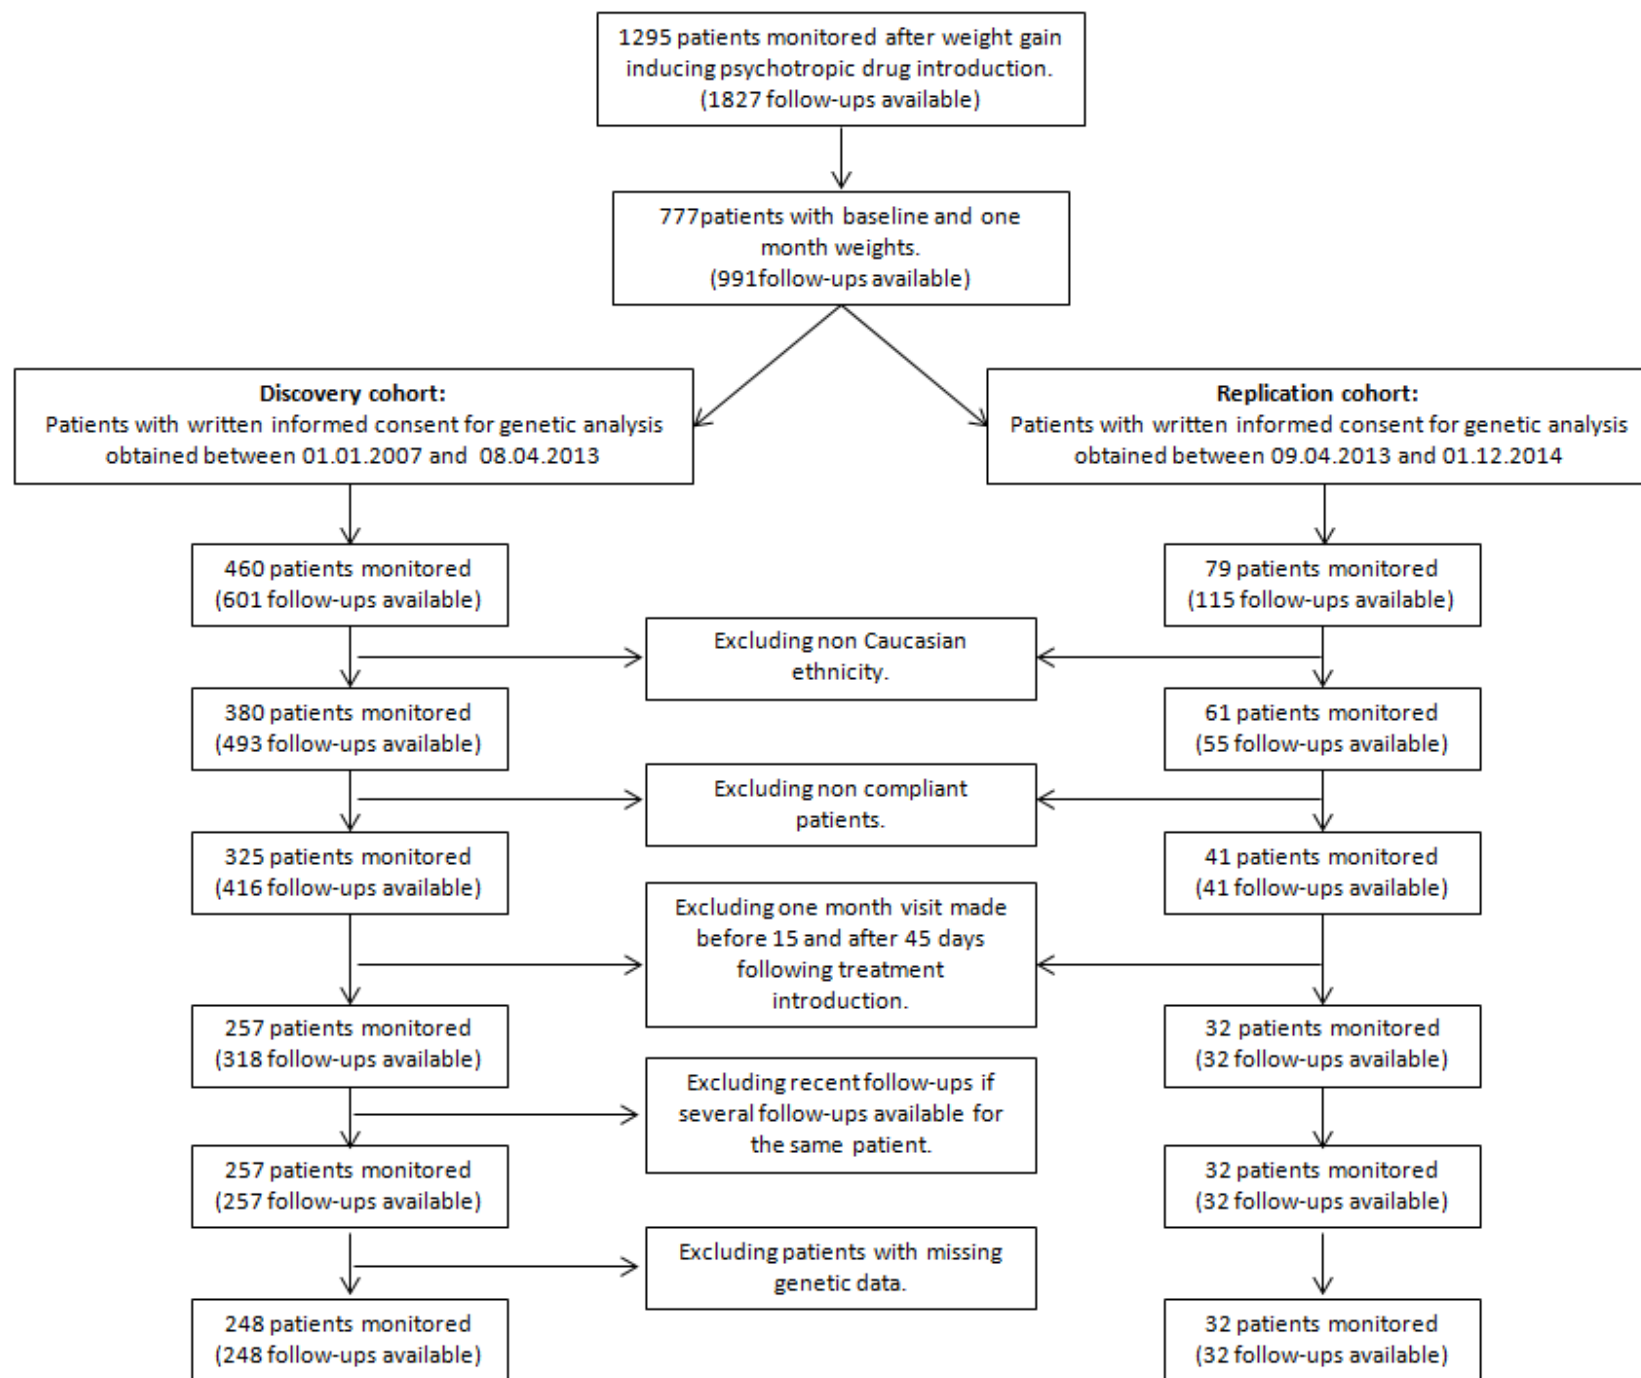 1295 patients monitored after weight gain
inducing psychotropic drug introduction.
(1827 follow-ups available)
777patients with baseline and one
month weights.
(991follow-ups available)
Discovery cohort:
Patients with written informed consent for genetic analysis
obtained between 01.01.2007 and 08.04.2013
Replication cohort:
Patients with written informed consent for genetic analysis
obtained between 09.04.2013 and 01.12.2014
460 patients monitored
(601 follow-ups available)
79 patients monitored
(115 follow-ups available)
Excluding non Caucasian
ethnicity.
380 patients monitored
(493 follow-ups available)
61 patients monitored
(55 follow-ups available)
Excluding non compliant
patients.
325 patients monitored
(416 follow-ups available)
41 patients monitored
(41 follow-ups available)
Excluding one month visit made
before 15 and after 45 days
following treatment
introduction.
257 patients monitored
(318 follow-ups available)
32 patients monitored
(32 follow-ups available)
Excluding recent follow-ups if
several follow-ups available for
the same patient.
257 patients monitored
(257 follow-ups available)
32 patients monitored
(32 follow-ups available)
Excluding patients with missing
genetic data.
248 patients monitored
(248 follow-ups available)
32 patients monitored
(32 follow-ups available)